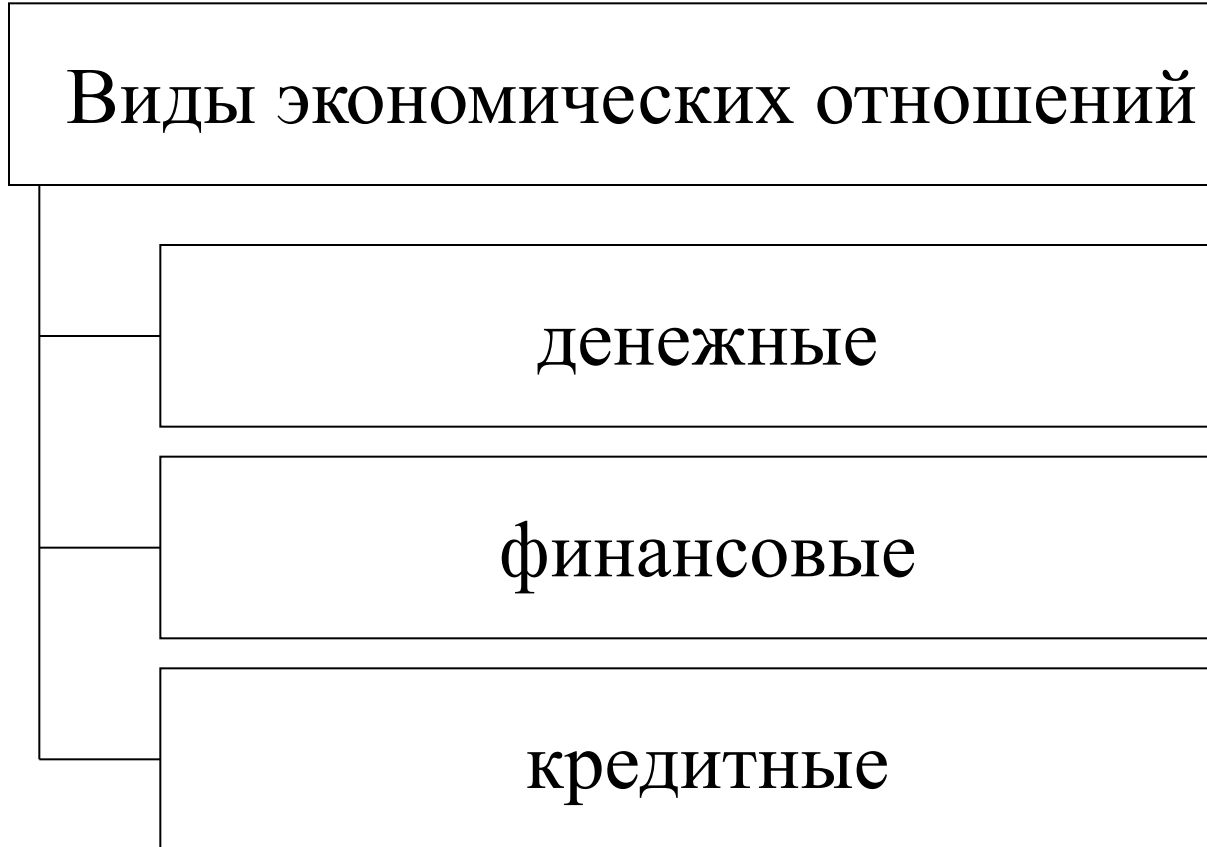 Виды экономических отношений
денежные
финансовые
кредитные